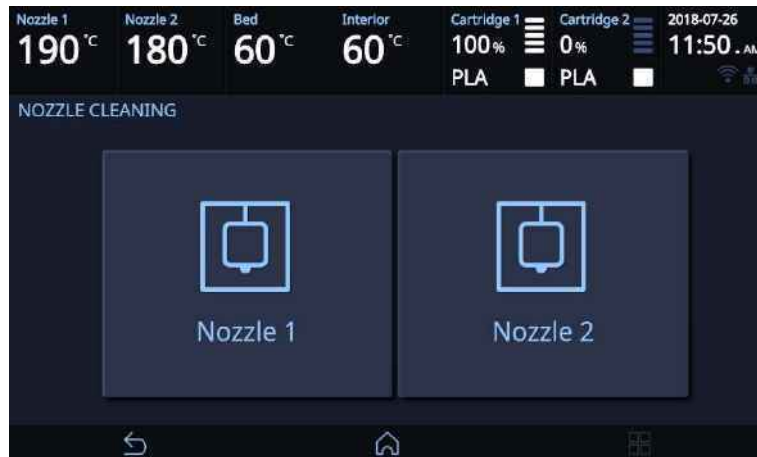 Nozzle 1 Nozzle 2 Bed Interior Cartridge 1 Cartridge 2 2018-07-26
190 °C 180 °C 60 °C 60 °C 100 % 0 % 11:50 . AM
PLA PLA
NOZZLE CLEANING
Nozzle 1 Nozzle 2